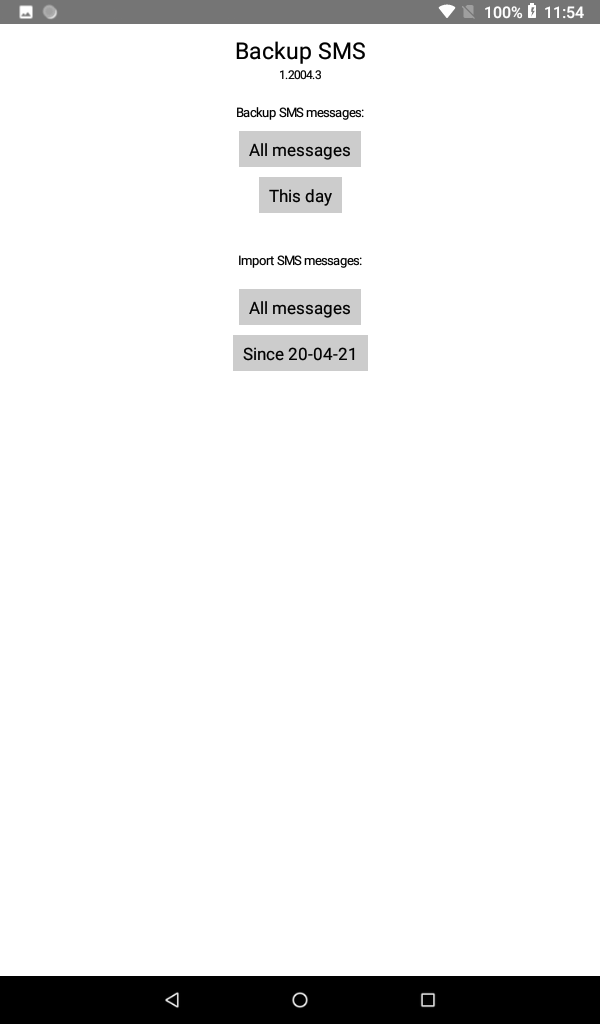 100% 11:54
Backup SMS
1.2004.3
Backup SMS messages:
All messages
This day
Import SMS messages:
All messages
Since 20-04-21